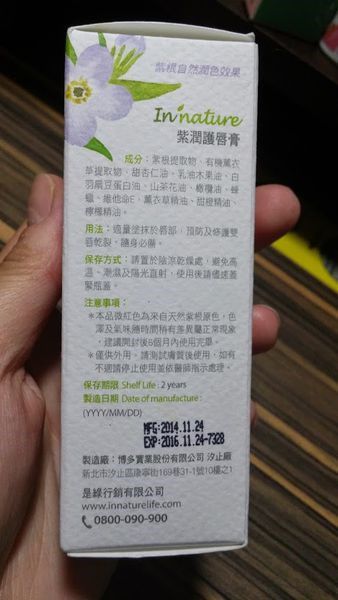 紫根自然潤色效果
In'nature
紫潤護唇膏
成分：紫根提取物、有機薰衣
草提取物、甜杏仁油、乳油木果油、白
羽扇豆蛋白油、山茶花油、橄欖油、蜂
蠟、維他命E、薰衣草精油、甜橙精油、
檸檬精油。
用法：適量塗抹於唇部，預防及修護雙
唇乾裂，隨身必備。
保存方式：請置於陰涼乾燥處，避免高
溫、潮濕及陽光直射，使用後請儘速蓋
緊瓶蓋。
注意事項：
＊本品微紅色為來自天然紫根原色，色
澤及氣味隨時間稍有差異屬正常現象，
建議開封後6個月內使用完畢。
＊僅供外用。請測試膚質後使用，如有
不適請停止使用並依醫師指示處理。
保存期限 Shelf Life : 2 years
製造日期 Date of manufacture :
(YYYY/MM/DD)
MFG:2014.11.24
EXP:2016.11.24-7328
製造廠：博多實業股份有限公司 汐止廠
新北市汐止區康寧街169巷31-1號10樓之1
是綠行銷有限公司
www.innaturelife.com
0800-090-900